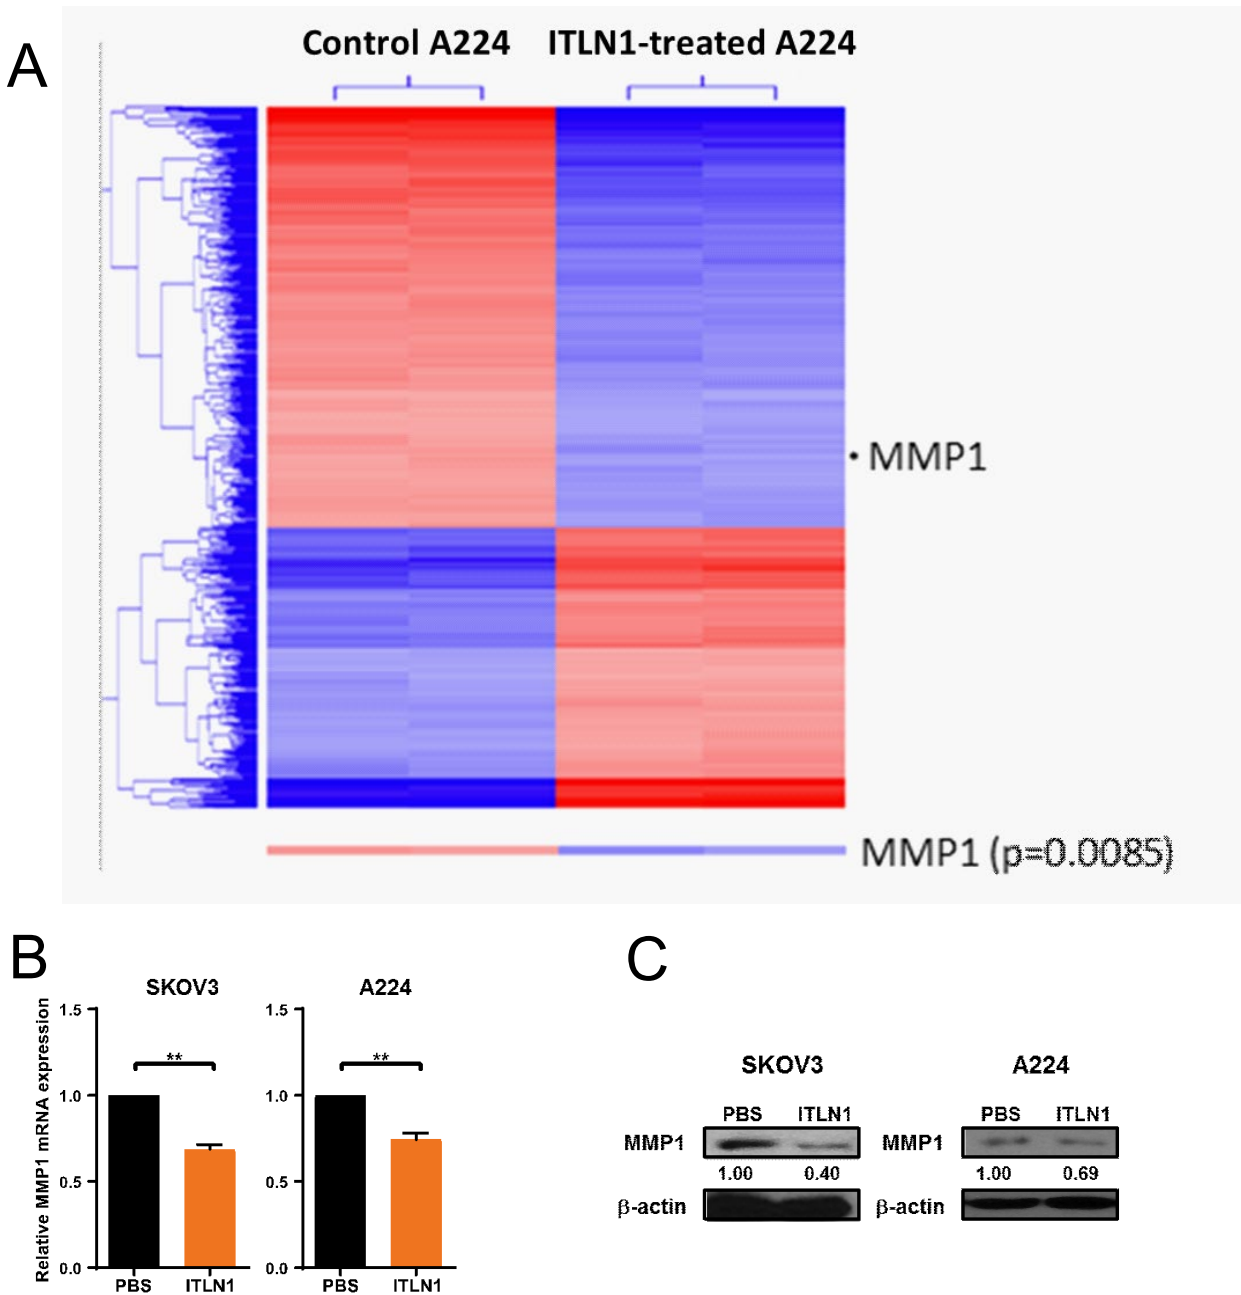 A
Control A224 ITLN1-treated A224
MMP1
MMP1 (p=0.0085)
B
SKOV3
A224
Relative MMP1 mRNA expression
1.5
1.0
0.5
0.0
**
PBS ITLN1
1.5
1.0
0.5
0.0
**
PBS ITLN1
C
SKOV3
PBS ITLN1
MMP1
1.00 0.40
β-actin
A224
PBS ITLN1
MMP1
1.00 0.69
β-actin